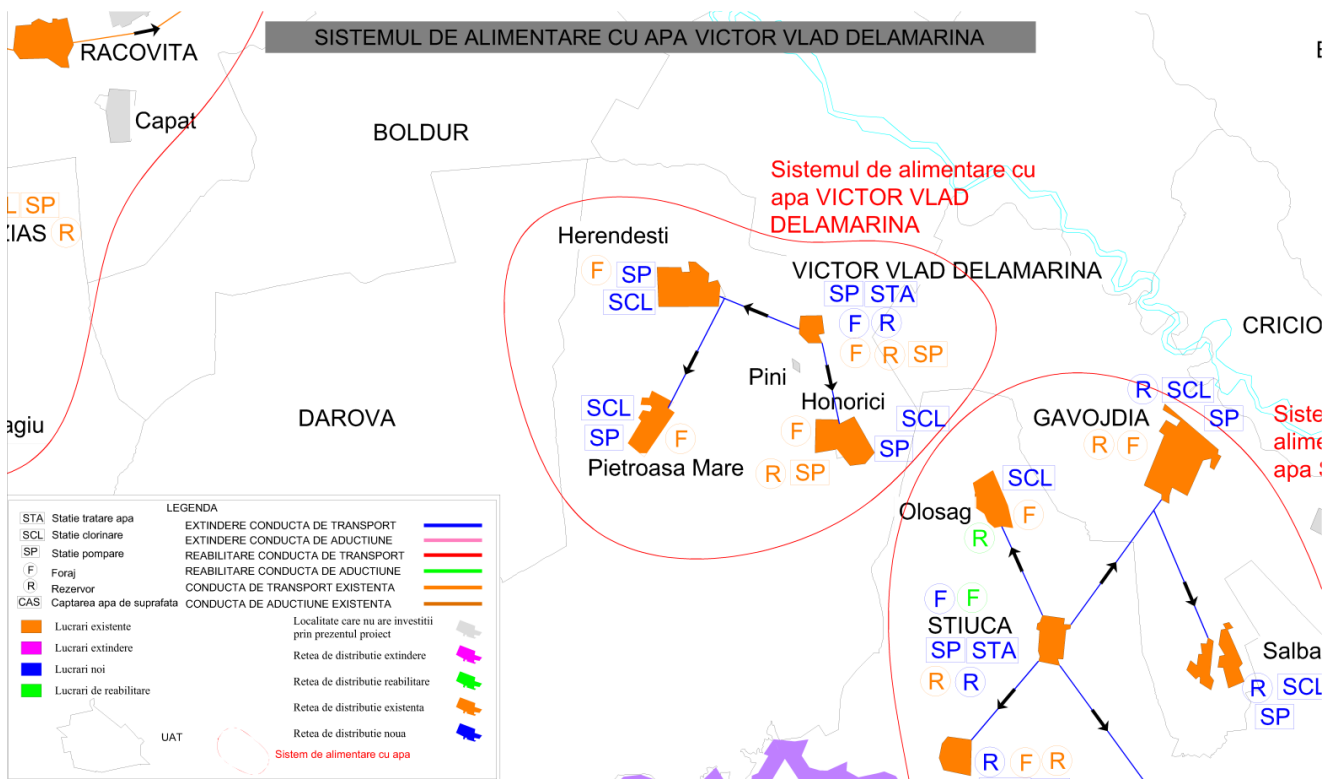 SISTEMUL DE ALIMENTARE CU APA VICTOR VLAD DELAMARINA
RACOVITA
Capat
BOLDUR
Sistemul de alimentare cu
apa VICTOR VLAD
DELAMARINA
L SP
IAS R
Herendesti
F SP
SCL
VICTOR VLAD DELAMARINA
SP STA
F R
F R SP
CRICIO
Pini
Honorici
DAROVA
agiu
SCL
SP F
Pietroasa Mare
F SCL
SP
R SP
R SCL
SP
GAVOJDIA
R F
Siste
alime
apa S
SCL
Olosag F
R
F F
STIUCA
SP STA
R R
Salba
R SCL
SP
R F R
LEGENDA
STA Statie tratare apa
SCL Statie clorinare
SP Statie pompare
F Foraj
R Rezervor
CAS Captarea apa de suprafata
EXTINDERE CONDUCTA DE TRANSPORT
EXTINDERE CONDUCTA DE ADUCTIUNE
REABILITARE CONDUCTA DE TRANSPORT
REABILITARE CONDUCTA DE ADUCTIUNE
CONDUCTA DE TRANSPORT EXISTENTA
CONDUCTA DE ADUCTIUNE EXISTENTA
Lucrari existente
Lucrari extindere
Lucrari noi
Lucrari de reabilitare
Localitate care nu are investitii
prin prezentul proiect
Retea de distributie extindere
Retea de distributie reabilitare
Retea de distributie existenta
Retea de distributie noua
UAT
Sistem de alimentare cu apa